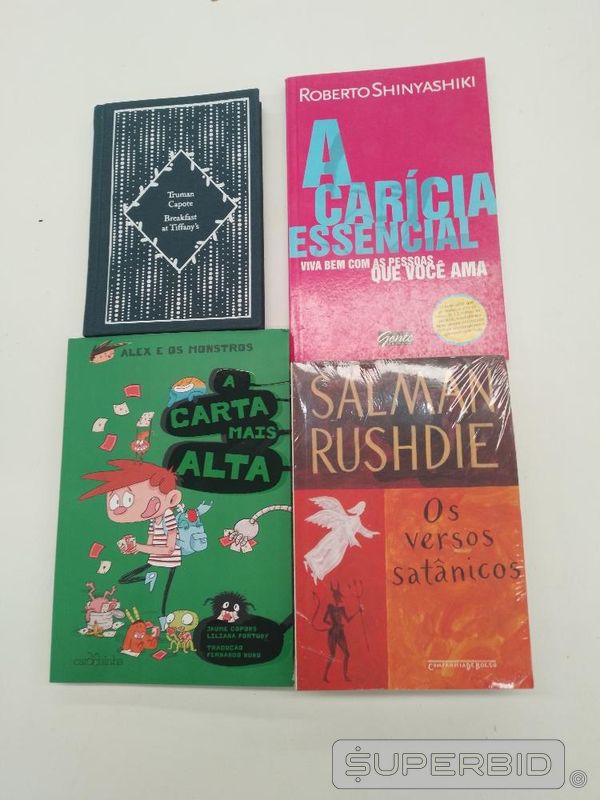 Truman
Capote
Breakfast
at Tiffany's
ROBERTO SHINYASHIKI
A
CARÍCIA
ESSENCIAL
VIVA BEM COM AS PESSOAS
QUE VOCÊ AMA
Gente
ALEX E OS MONSTROS
A
CARTA
MAIS
ALTA
JAUME COPONS
LILIANA FORTUNY
TRADUÇÃO
FERNANDO NUNO
carochinha
SALMAN
RUSHDIE
Os
versos
satânicos
COMPANHIA DE BOLSO
SUPERBID ©